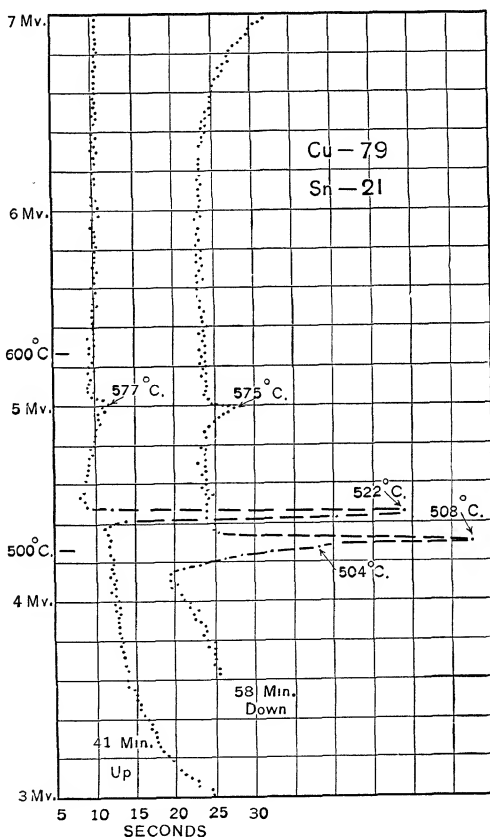 7 Mv.
Cu – 79
Sn – 21
6 Mv.
600°C
577°C.
575°C.
5 Mv.
522°C.
508°C.
500°C.
504°C.
4 Mv.
58 Min.
Down
41 Min.
Up
3 Mv.
5 10 15 20 25 30
SECONDS